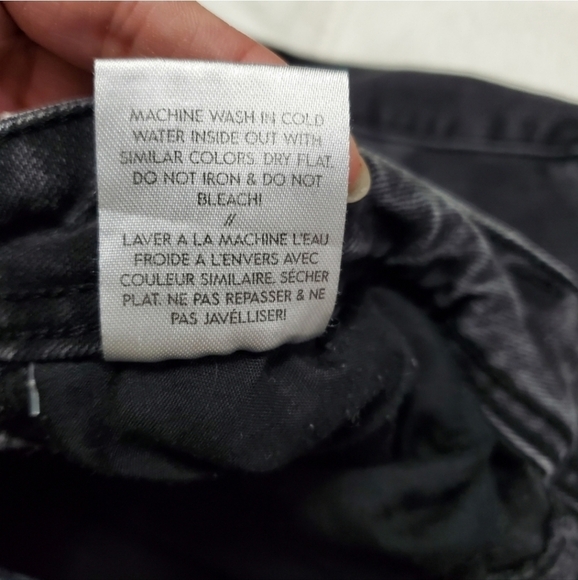 MACHINE WASH IN COLD
WATER INSIDE OUT WITH
SIMILAR COLORS. DRY FLAT.
DO NOT IRON & DO NOT
BLEACH!
//
LAVER A LA MACHINE L'EAU
FROIDE A L'ENVERS AVEC
COULEUR SIMILAIRE. SÉCHER
PLAT. NE PAS REPASSER & NE
PAS JAVÉLLISER!